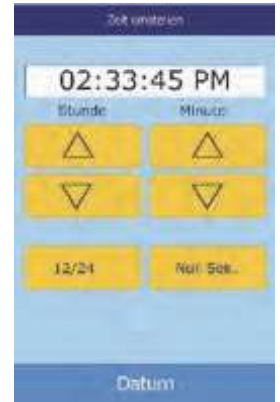 Zeit einstellen
02:33:45 PM
Stunde Minute
12/24 Null Sek.
Datum